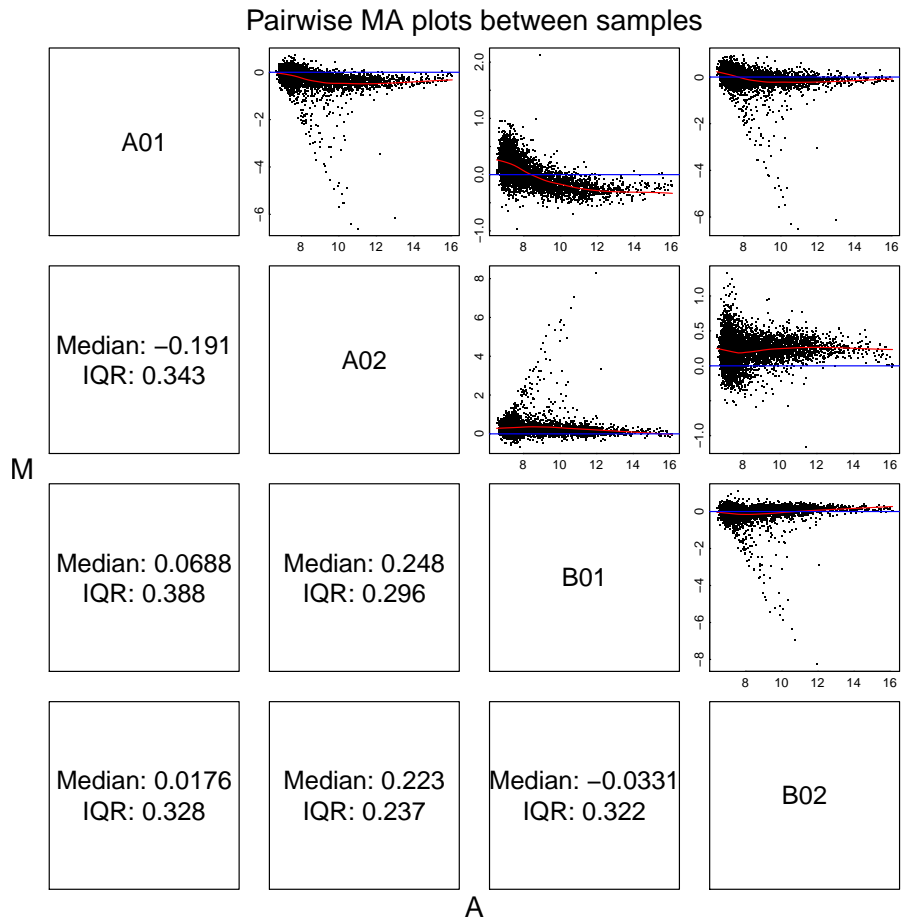 Pairwise MA plots between samples
A01
0
−2
−4
−6
8 10 12 14 16
2.0
1.0
0.0
−1.0
8 10 12 14 16
0
−2
−4
−6
8 10 12 14 16
Median: −0.191
IQR: 0.343
A02
8
6
4
2
0
8 10 12 14 16
1.0
0.5
0.0
−1.0
8 10 12 14 16
M
Median: 0.0688
IQR: 0.388
Median: 0.248
IQR: 0.296
B01
0
−2
−4
−6
−8
8 10 12 14 16
Median: 0.0176
IQR: 0.328
Median: 0.223
IQR: 0.237
Median: −0.0331
IQR: 0.322
B02
A